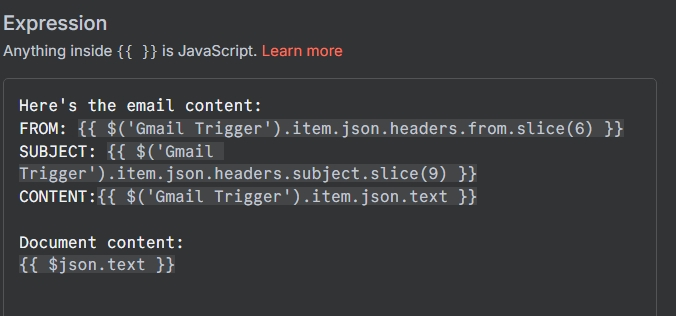 Expression
Anything inside {{ }} is JavaScript. Learn more
Here's the email content:
FROM: {{ $('Gmail Trigger').item.json.headers.from.slice(6) }}
SUBJECT: {{ $('Gmail
Trigger').item.json.headers.subject.slice(9) }}
CONTENT:{{ $('Gmail Trigger').item.json.text }}
Document content:
{{ $json.text }}